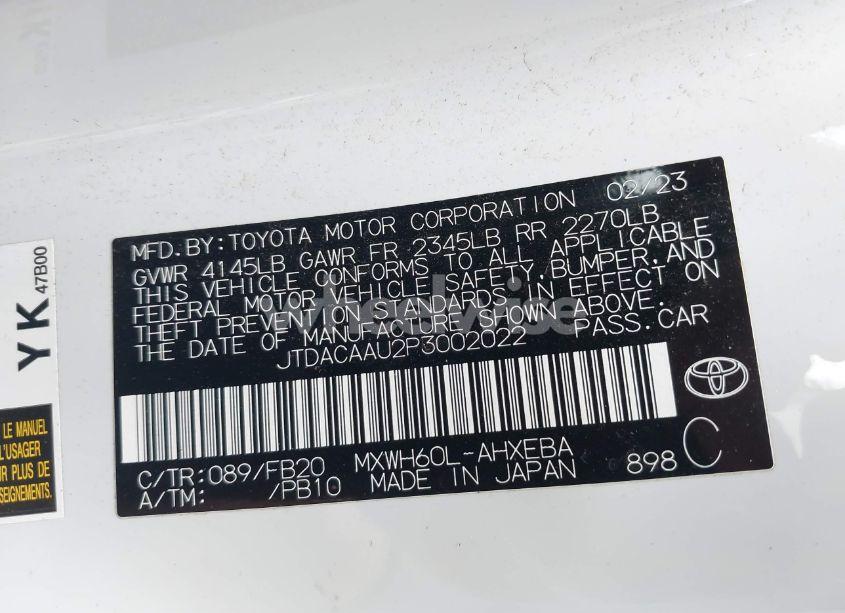 MFD. BY: TOYOTA MOTOR CORPORATION 02/23
GVWR 4145LB GAWR FR 2345LB RR 2270LB
THIS VEHICLE CONFORMS TO ALL APPLICABLE
FEDERAL MOTOR VEHICLE SAFETY, BUMPER, AND
THEFT PREVENTION STANDARDS IN EFFECT ON
THE DATE OF MANUFACTURE SHOWN ABOVE.
JTDACAAU2P3002022 PASS. CAR
C/TR: 089/FB20 MXWH60L-AHXEBA
A/TM: /PB10 MADE IN JAPAN 898 C
YK
47B00
LE MANUEL
L'USAGER
UR PLUS DE
SEIGNEMENTS.
wheelwise